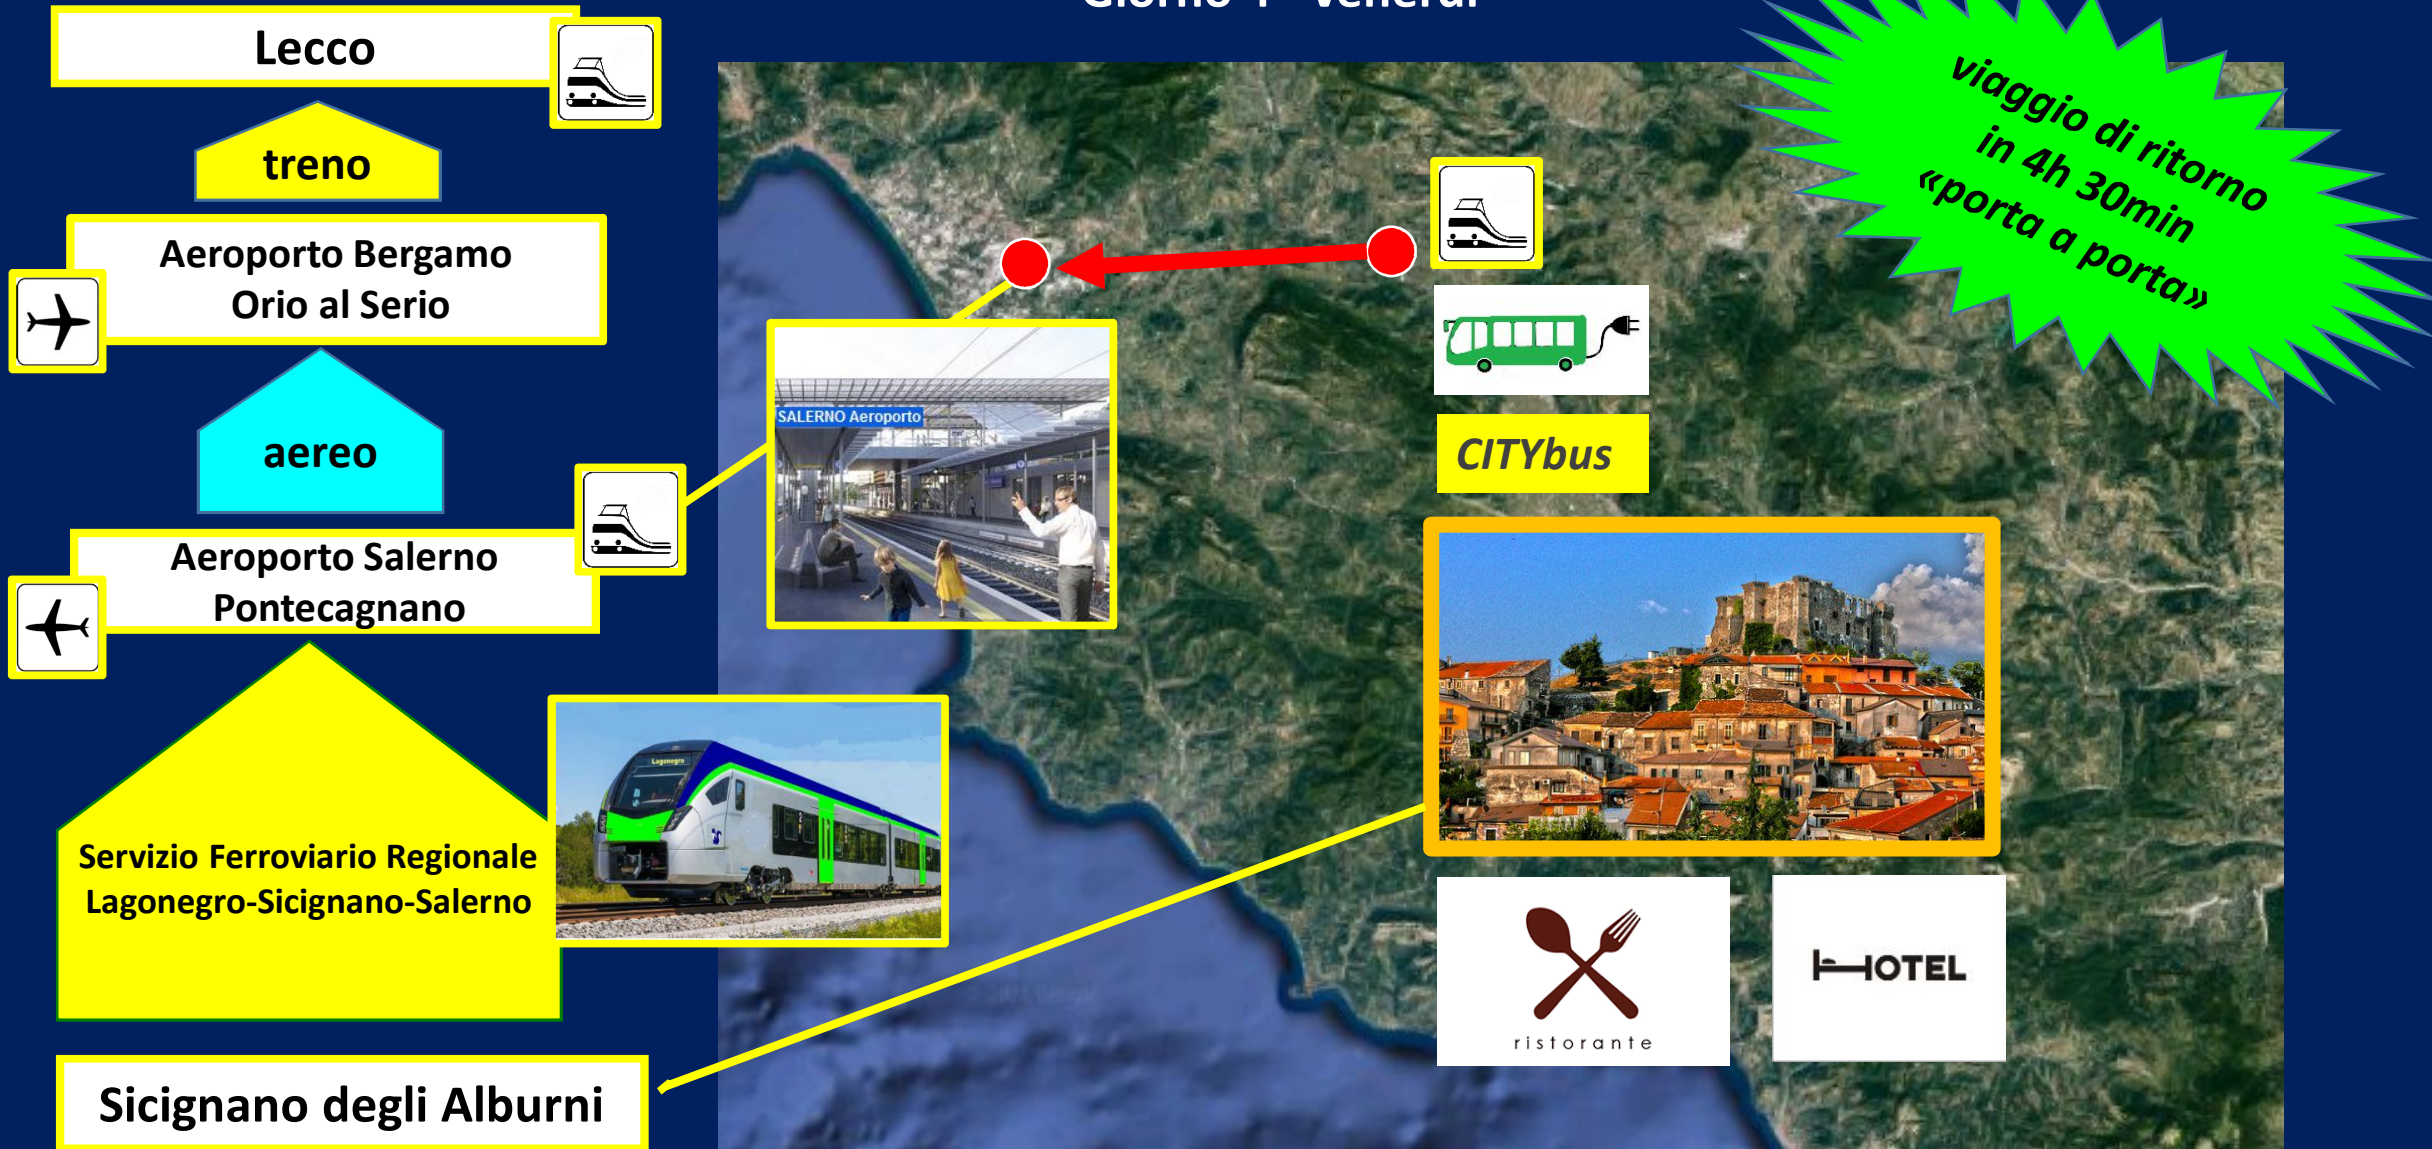 Lecco
treno
Aeroporto Bergamo
Orio al Serio
aereo
Aeroporto Salerno
Pontecagnano
Servizio Ferroviario Regionale
Lagonegro-Sicignano-Salerno
Sicignano degli Alburni
viaggio di ritorno
in 4h 30min
«porta a porta»
SALERNO Aeroporto
Lagonegro
CITYbus
ristorante
HOTEL